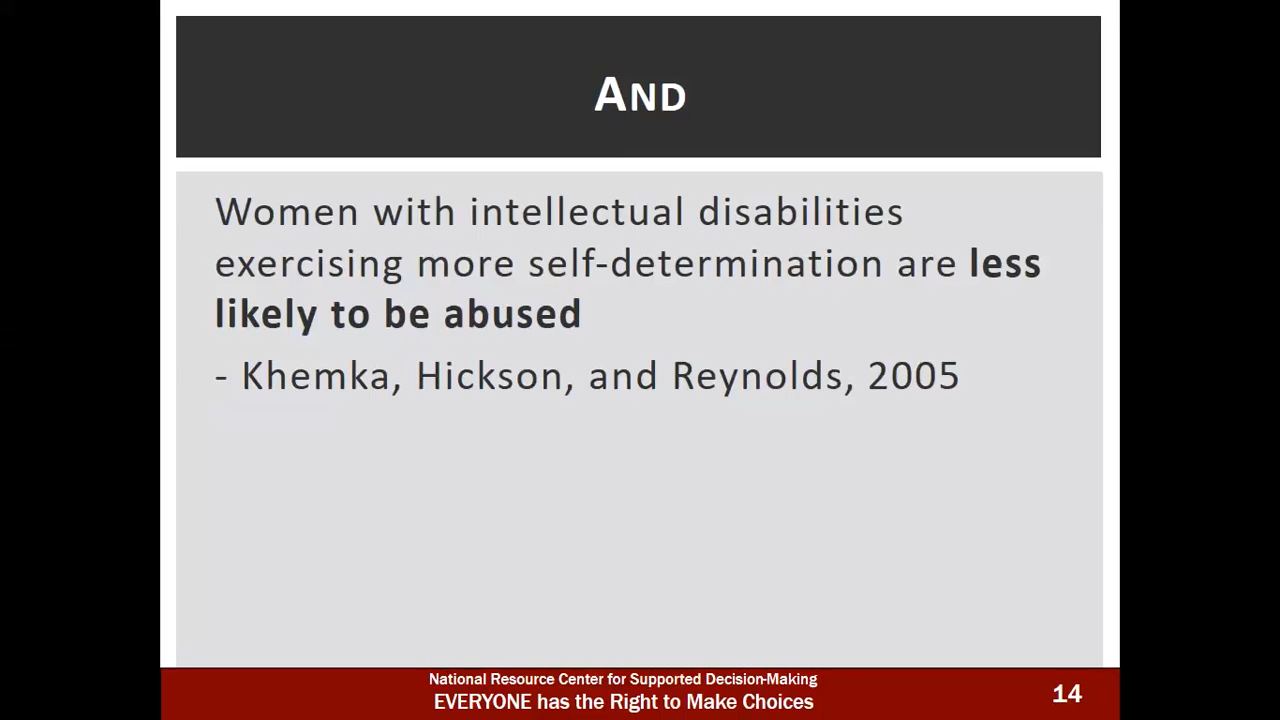 AND
Women with intellectual disabilities
exercising more self-determination are less
likely to be abused
- Khemka, Hickson, and Reynolds, 2005
National Resource Center for Supported Decision-Making
EVERYONE has the Right to Make Choices
14